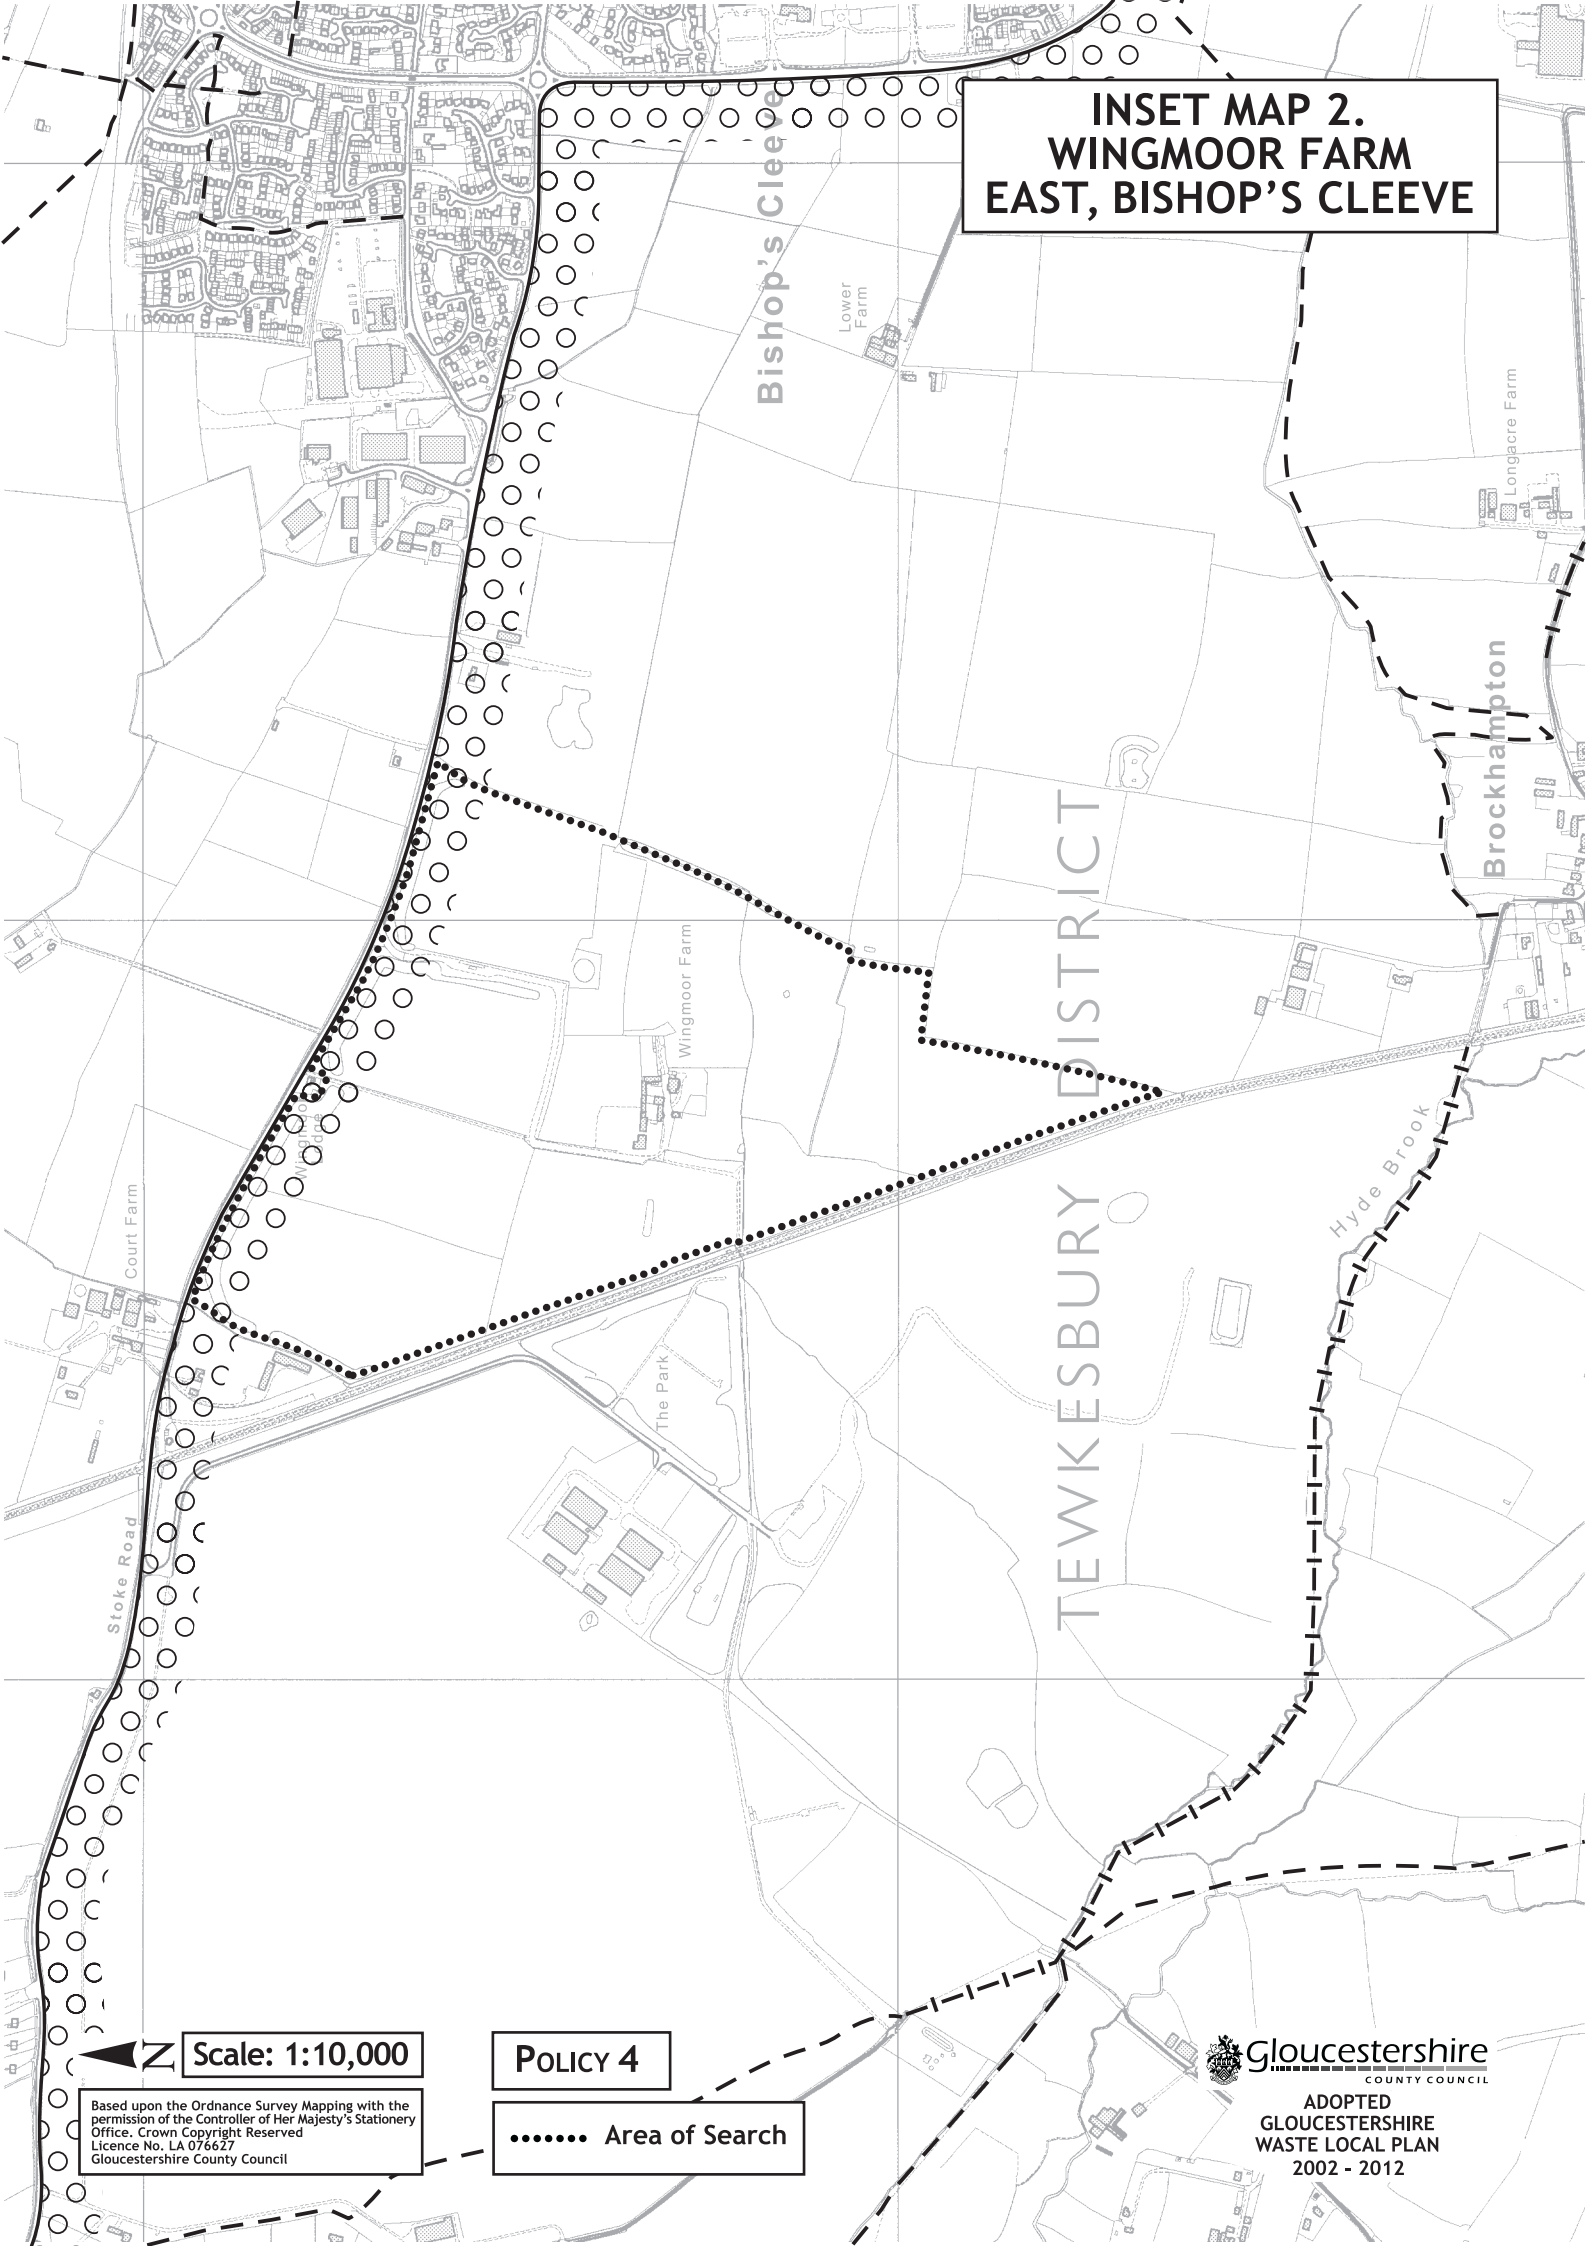 INSET MAP 2.
WINGMOOR FARM
EAST, BISHOP'S CLEEVE
Bishop's Cleeve
Lower
Farm
Longacre Farm
Brockhampton
TEWKESBURY DISTRICT
Wingmoor Farm
Court Farm
Hyde Brook
The Park
Stoke Road
N
Scale: 1:10,000
Based upon the Ordnance Survey Mapping with the
permission of the Controller of Her Majesty's Stationery
Office. Crown Copyright Reserved
Licence No. LA 076627
Gloucestershire County Council
POLICY 4
Area of Search
Gloucestershire
COUNTY COUNCIL
ADOPTED
GLOUCESTERSHIRE
WASTE LOCAL PLAN
2002 - 2012